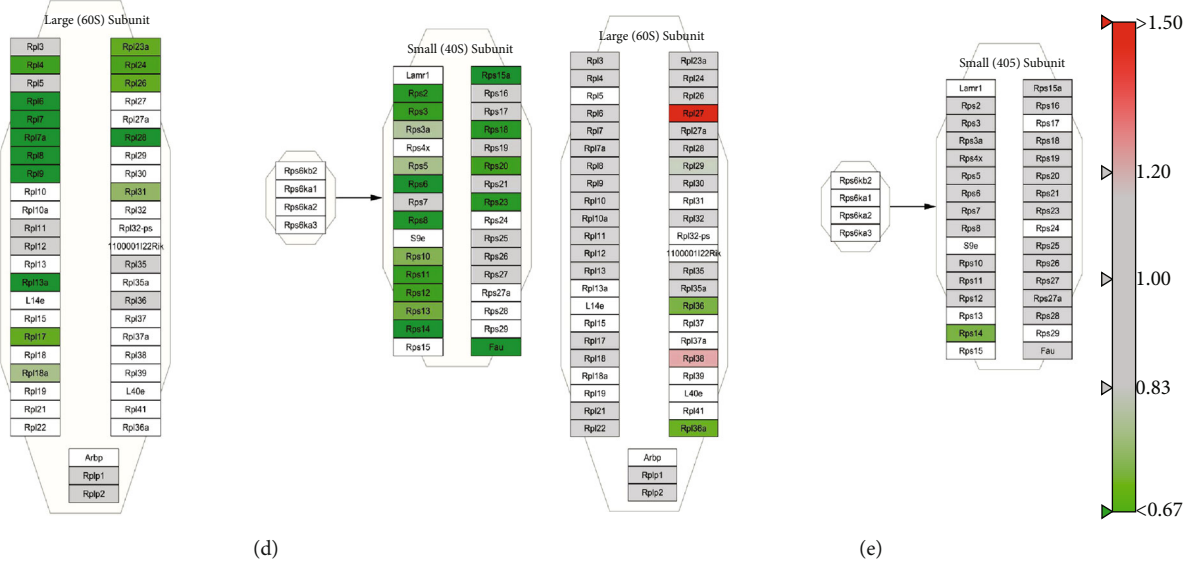 Large (60S) Subunit
Rpl3
Rpl4
Rpl5
Rpl6
Rpl7
Rpl7a
Rpl8
Rpl9
Rpl10
Rpl10a
Rpl11
Rpl12
Rpl13
Rpl13a
L14e
Rpl15
Rpl17
Rpl18
Rpl18a
Rpl19
Rpl21
Rpl22
Rpl23a
Rpl24
Rpl26
Rpl27
Rpl27a
Rpl28
Rpl29
Rpl30
Rpl31
Rpl32
Rpl32-ps
1100001I22Rik
Rpl35
Rpl35a
Rpl36
Rpl37
Rpl37a
Rpl38
Rpl39
L40e
Rpl41
Rpl36a
Arbp
Rplp1
Rplp2
Rps6kb2
Rps6ka1
Rps6ka2
Rps6ka3
Small (40S) Subunit
Lamr1
Rps2
Rps3
Rps3a
Rps4x
Rps5
Rps6
Rps7
Rps8
S9e
Rps10
Rps11
Rps12
Rps13
Rps14
Rps15
Rps15a
Rps16
Rps17
Rps18
Rps19
Rps20
Rps21
Rps23
Rps24
Rps25
Rps26
Rps27
Rps27a
Rps28
Rps29
Fau
(d)
Large (60S) Subunit
Rpl3
Rpl4
Rpl5
Rpl6
Rpl7
Rpl7a
Rpl8
Rpl9
Rpl10
Rpl10a
Rpl11
Rpl12
Rpl13
Rpl13a
L14e
Rpl15
Rpl17
Rpl18
Rpl18a
Rpl19
Rpl21
Rpl22
Rpl23a
Rpl24
Rpl26
Rpl27
Rpl27a
Rpl28
Rpl29
Rpl30
Rpl31
Rpl32
Rpl32-ps
1100001I22Rik
Rpl35
Rpl35a
Rpl36
Rpl37
Rpl37a
Rpl38
Rpl39
L40e
Rpl41
Rpl36a
Arbp
Rplp1
Rplp2
Rps6kb2
Rps6ka1
Rps6ka2
Rps6ka3
Small (405) Subunit
Lamr1
Rps2
Rps3
Rps3a
Rps4x
Rps5
Rps6
Rps7
Rps8
S9e
Rps10
Rps11
Rps12
Rps13
Rps14
Rps15
Rps15a
Rps16
Rps17
Rps18
Rps19
Rps20
Rps21
Rps23
Rps24
Rps25
Rps26
Rps27
Rps27a
Rps28
Rps29
Fau
(e)
>1.50
1.20
1.00
0.83
<0.67